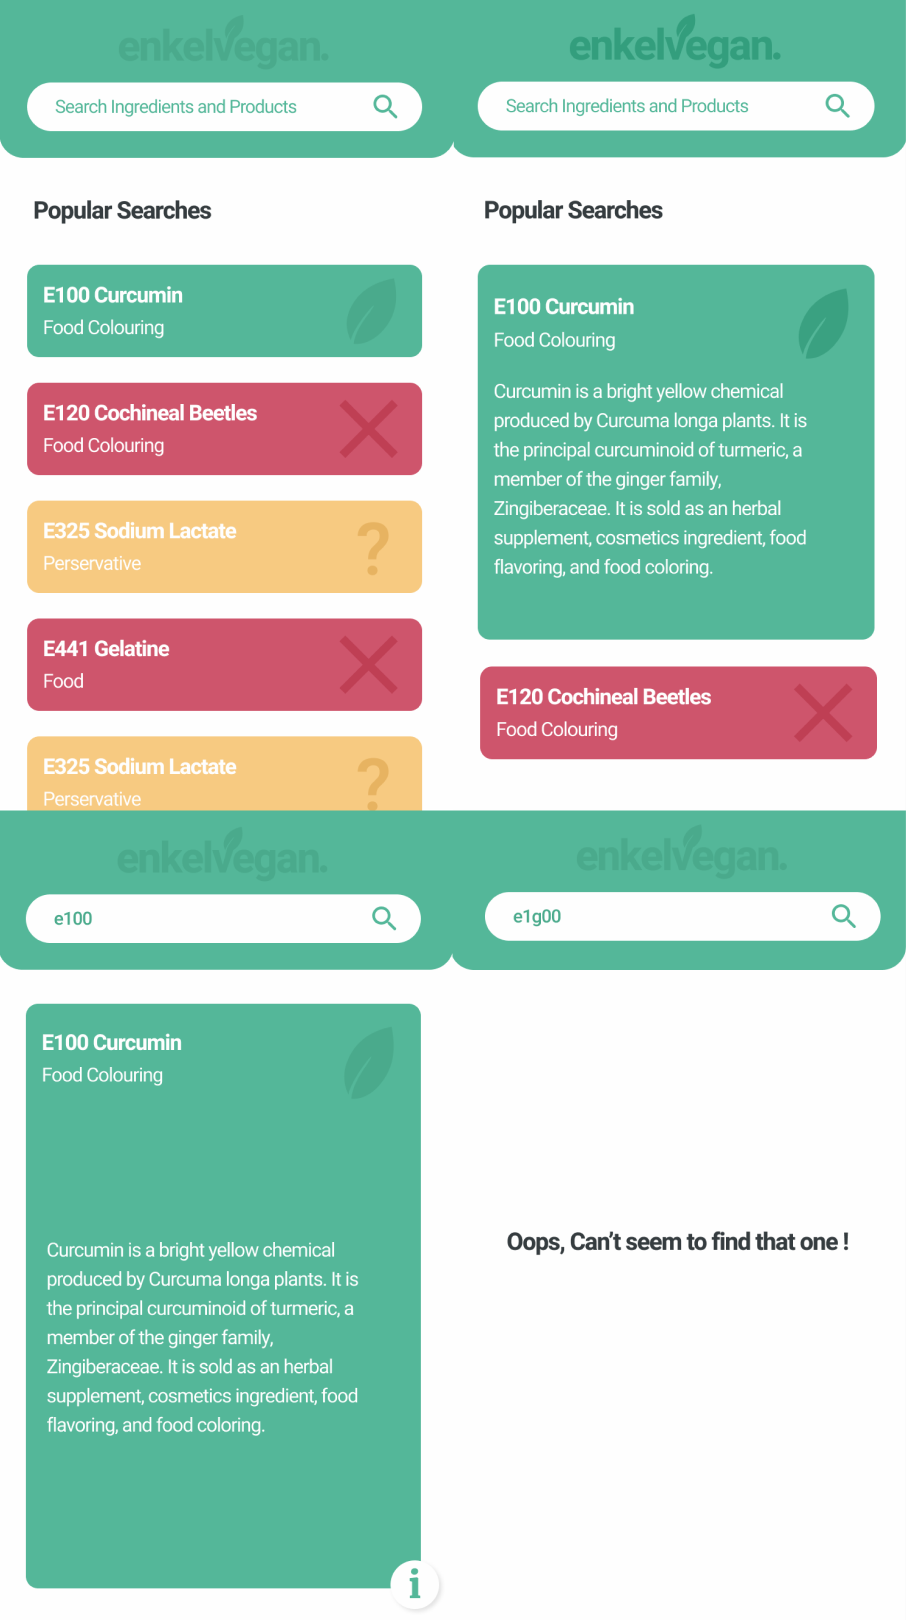 enkelvegan.
Search Ingredients and Products
Popular Searches
E100 Curcumin
Food Colouring
E120 Cochineal Beetles
Food Colouring
E325 Sodium Lactate
Perservative
E441 Gelatine
Food
E325 Sodium Lactate
Perservative
enkelvegan.
Search Ingredients and Products
Popular Searches
E100 Curcumin
Food Colouring
Curcumin is a bright yellow chemical
produced by Curcuma longa plants. It is
the principal curcuminoid of turmeric, a
member of the ginger family,
Zingiberaceae. It is sold as an herbal
supplement, cosmetics ingredient, food
flavoring, and food coloring.
E120 Cochineal Beetles
Food Colouring
enkelvegan.
e100
E100 Curcumin
Food Colouring
Curcumin is a bright yellow chemical
produced by Curcuma longa plants. It is
the principal curcuminoid of turmeric, a
member of the ginger family,
Zingiberaceae. It is sold as an herbal
supplement, cosmetics ingredient, food
flavoring, and food coloring.
i
enkelvegan.
e1g00
Oops, Can't seem to find that one !